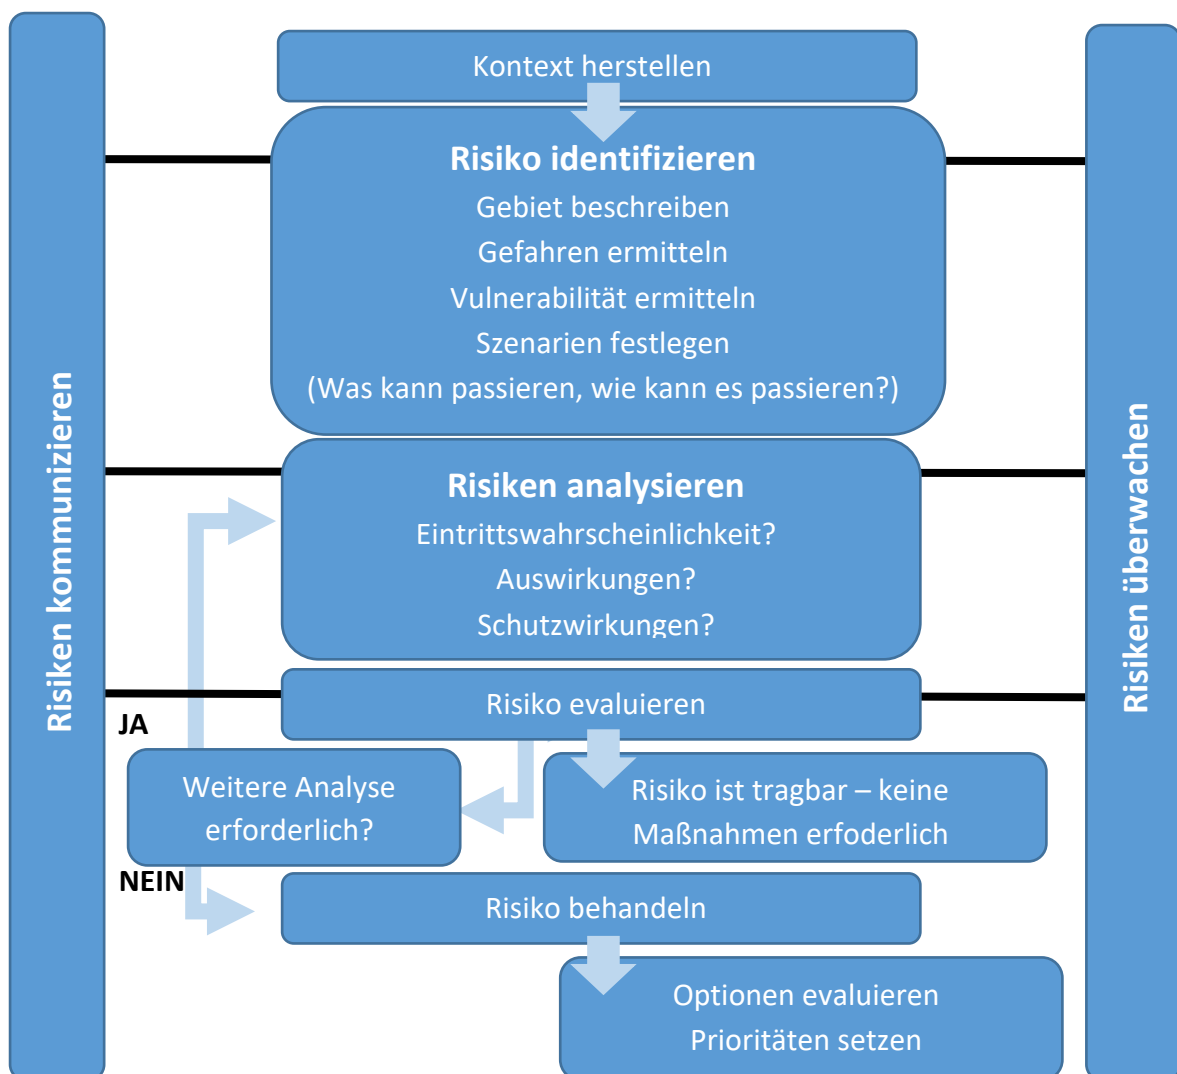 Kontext herstellen
Risiko identifizieren
Gebiet beschreiben
Gefahren ermitteln
Vulnerabilität ermitteln
Szenarien festlegen
(Was kann passieren, wie kann es passieren?)
Risiken kommunizieren
Risiken überwachen
Risiken analysieren
Eintrittswahrscheinlichkeit?
Auswirkungen?
Schutzwirkungen?
Risiko evaluieren
JA
Weitere Analyse
erforderlich?
Risiko ist tragbar – keine
Maßnahmen erfoderlich
NEIN
Risiko behandeln
Optionen evaluieren
Prioritäten setzen